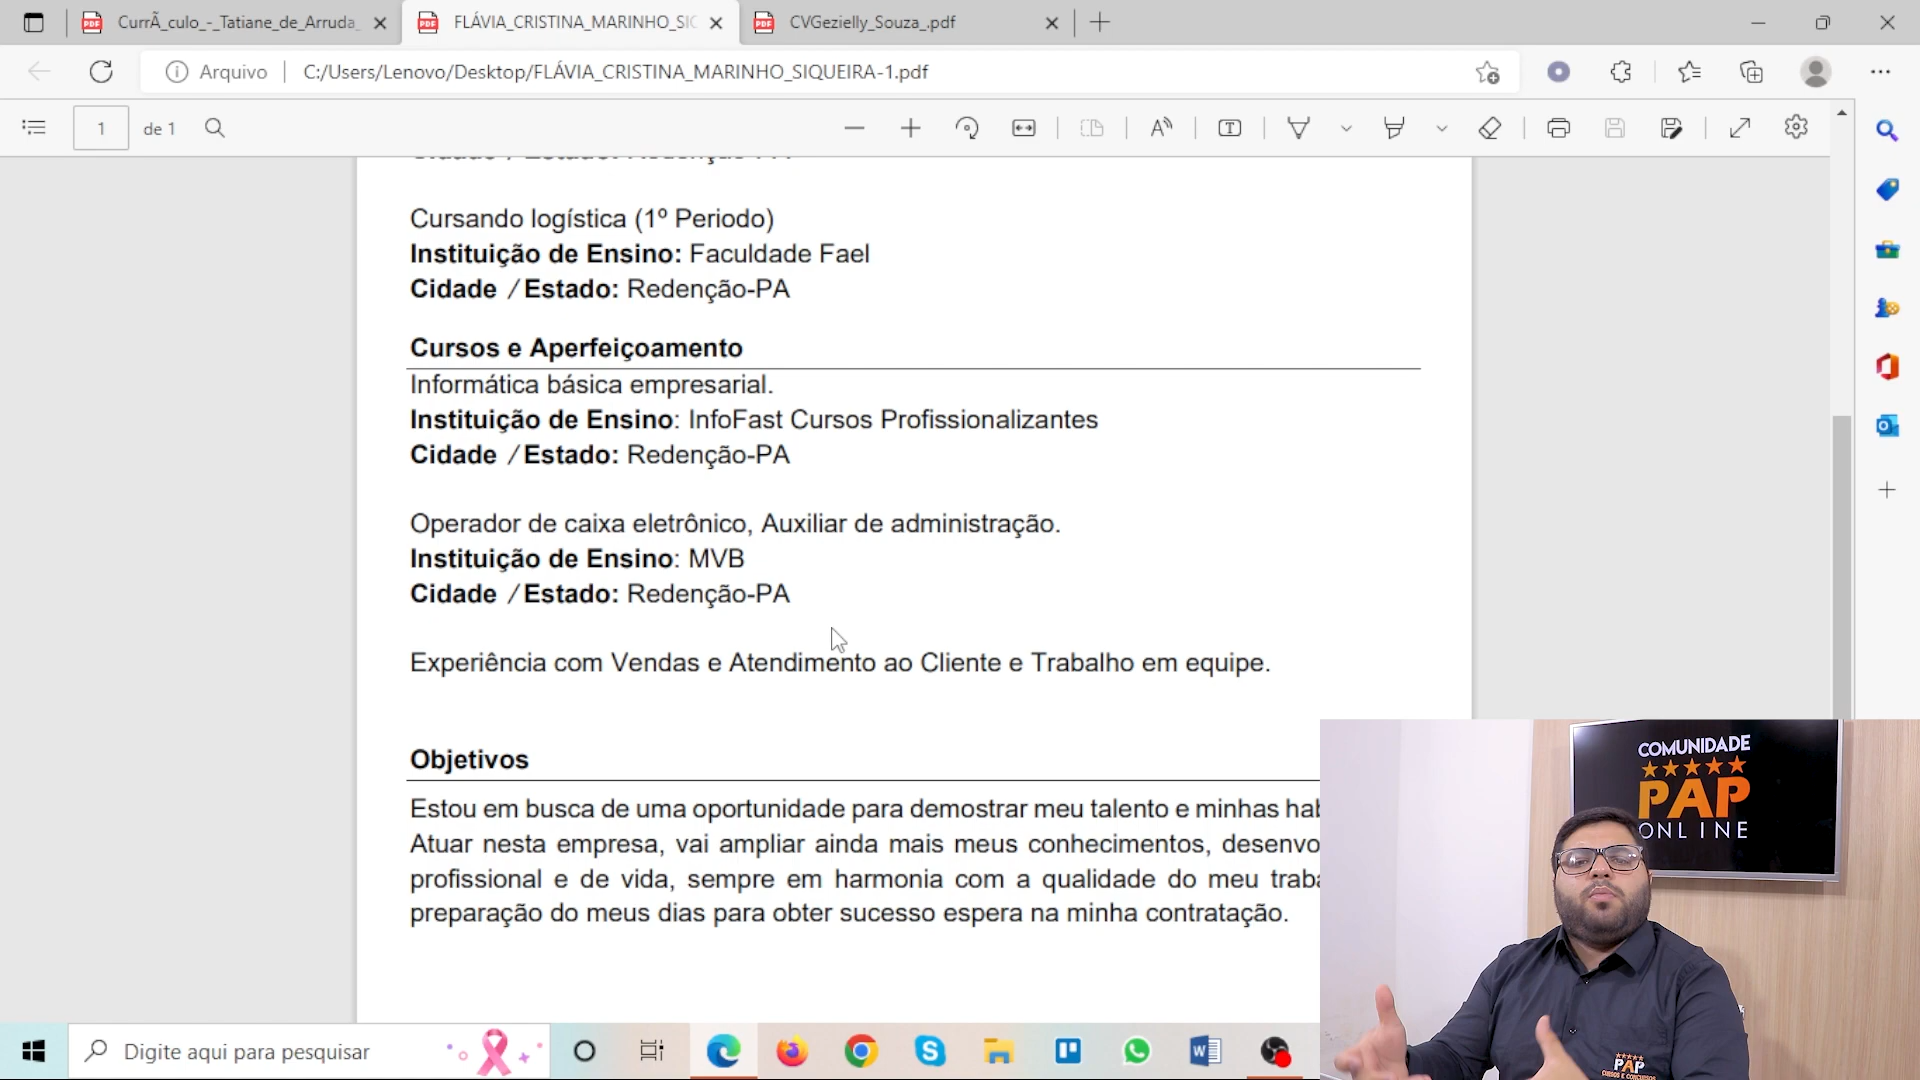 CurrÃ_culo_-_Tatiane_de_Arruda_
FLÁVIA_CRISTINA_MARINHO_SIC
CVGezielly_Souza_.pdf
Arquivo
C:/Users/Lenovo/Desktop/FLÁVIA_CRISTINA_MARINHO_SIQUEIRA-1.pdf
1 de 1
Cursando logística (1º Periodo)
Instituição de Ensino: Faculdade Fael
Cidade / Estado: Redenção-PA
Cursos e Aperfeiçoamento
Informática básica empresarial.
Instituição de Ensino: InfoFast Cursos Profissionalizantes
Cidade / Estado: Redenção-PA
Operador de caixa eletrônico, Auxiliar de administração.
Instituição de Ensino: MVB
Cidade / Estado: Redenção-PA
Experiência com Vendas e Atendimento ao Cliente e Trabalho em equipe.
Objetivos
Estou em busca de uma oportunidade para demostrar meu talento e minhas hab
Atuar nesta empresa, vai ampliar ainda mais meus conhecimentos, desenvo
profissional e de vida, sempre em harmonia com a qualidade do meu traba
preparação do meus dias para obter sucesso espera na minha contratação.
COMUNIDADE
PAP
ONLINE
PAP
CURSOS E CONCURSOS
Digite aqui para pesquisar